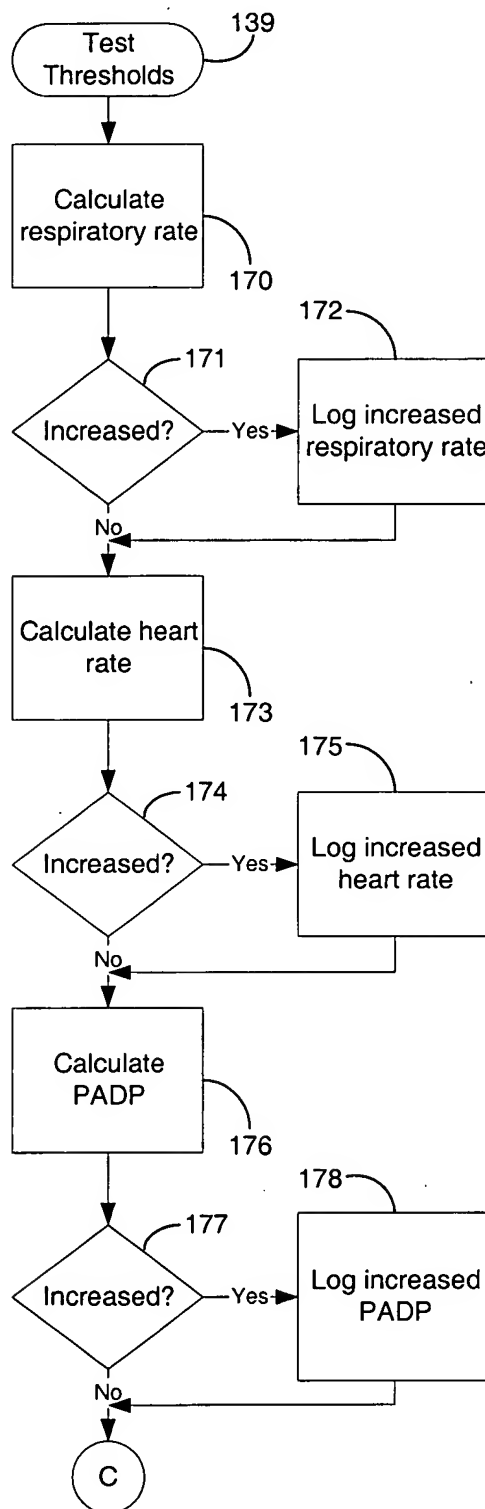 139
Test
Thresholds
Calculate
respiratory rate
170
171
172
Increased?
Yes
Log increased
respiratory rate
No
Calculate heart
rate
173
174
175
Increased?
Yes
Log increased
heart rate
No
Calculate
PADP
176
177
178
Increased?
Yes
Log increased
PADP
No
C